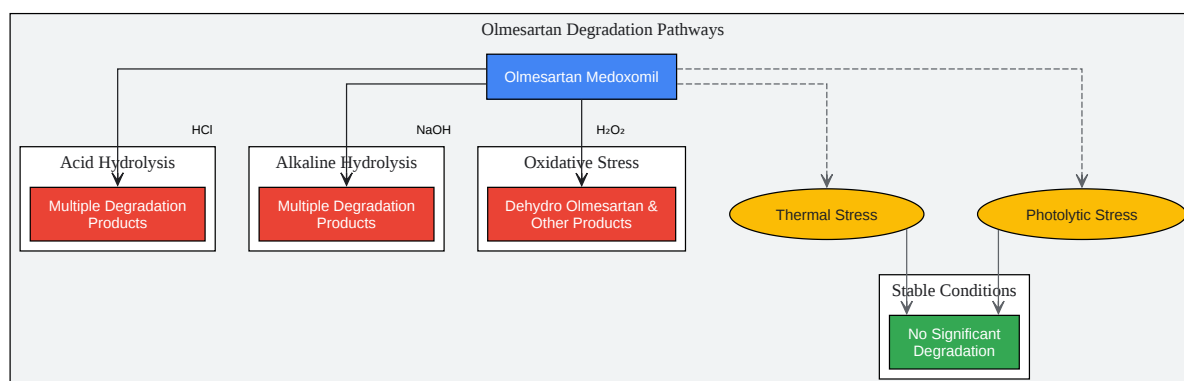 Olmesartan Degradation Pathways
Olmesartan Medoxomil
HCl
NaOH
H₂O₂
Acid Hydrolysis
Alkaline Hydrolysis
Oxidative Stress
Multiple Degradation
Products
Multiple Degradation
Products
Dehydro Olmesartan &
Other Products
Thermal Stress
Photolytic Stress
Stable Conditions
No Significant
Degradation